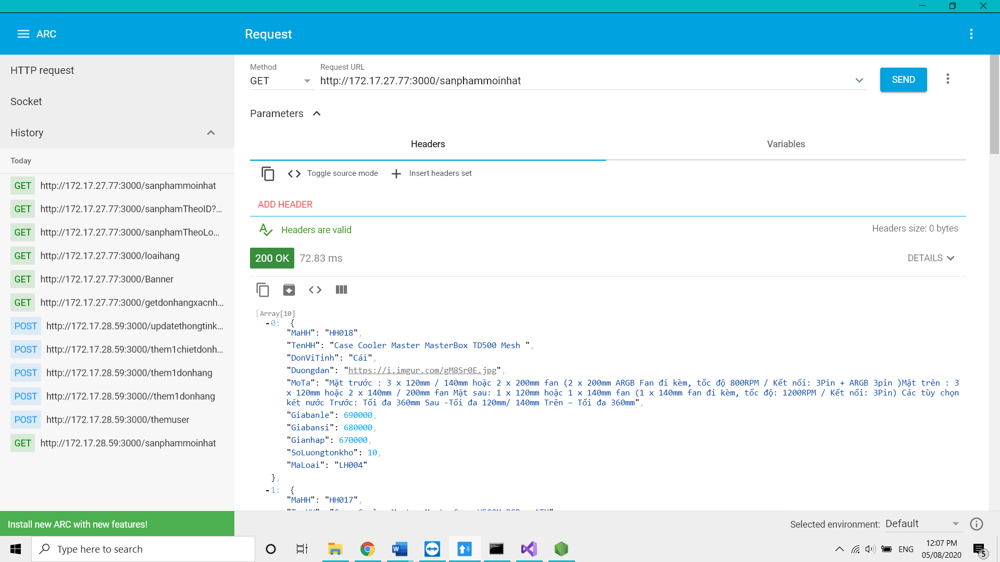 ARC
Request
HTTP request
Socket
History
Today
GET http://172.17.27.77:3000/sanphammoinhat
GET http://172.17.27.77:3000/sanphamTheoID?...
GET http://172.17.27.77:3000/sanphamTheoLo...
GET http://172.17.27.77:3000/loaihang
GET http://172.17.27.77:3000/Banner
GET http://172.17.27.77:3000/getdonhangxacnh...
POST http://172.17.28.59:3000/updatethongtink...
POST http://172.17.28.59:3000/them1chietdonh...
POST http://172.17.28.59:3000/them1donhang
POST http://172.17.28.59:3000//them1donhang
POST http://172.17.28.59:3000/themuser
GET http://172.17.28.59:3000/sanphammoinhat
Install new ARC with new features!
Method
GET
Request URL
http://172.17.27.77:3000/sanphammoinhat
SEND
Parameters
Headers
Variables
Toggle source mode
Insert headers set
ADD HEADER
Headers are valid
Headers size: 0 bytes
200 OK
72.83 ms
DETAILS
[Array[10]
-0: {
"MaHH": "HH018",
"TenHH": "Case Cooler Master MasterBox TD500 Mesh ",
"DonViTinh": "Cái",
"Duongdan": "https://i.imgur.com/gM8Sr0E.jpg",
"MoTa": "Mặt trước : 3 x 120mm / 140mm hoặc 2 x 200mm fan (2 x 200mm ARGB Fan đi kèm, tốc độ 800RPM / Kết nối: 3Pin + ARGB 3pin )Mặt trên : 3
x 120mm hoặc 2 x 140mm / 200mm fan Mặt sau: 1 x 120mm hoặc 1 x 140mm fan (1 x 140mm fan đi kèm, tốc độ: 1200RPM / Kết nối: 3Pin) Các tùy chọn
két nước Trước: Tối đa 360mm Sau -Tối đa 120mm/ 140mm Trên – Tối đa 360mm",
"Giabanle": 690000,
"Giabansi": 680000,
"Gianhap": 670000,
"SoLuongtonkho": 10,
"MaLoai": "LH004"
},
-1: {
"MaHH": "HH017",
Selected environment: Default
Type here to search
ENG
12:07 PM
05/08/2020
5